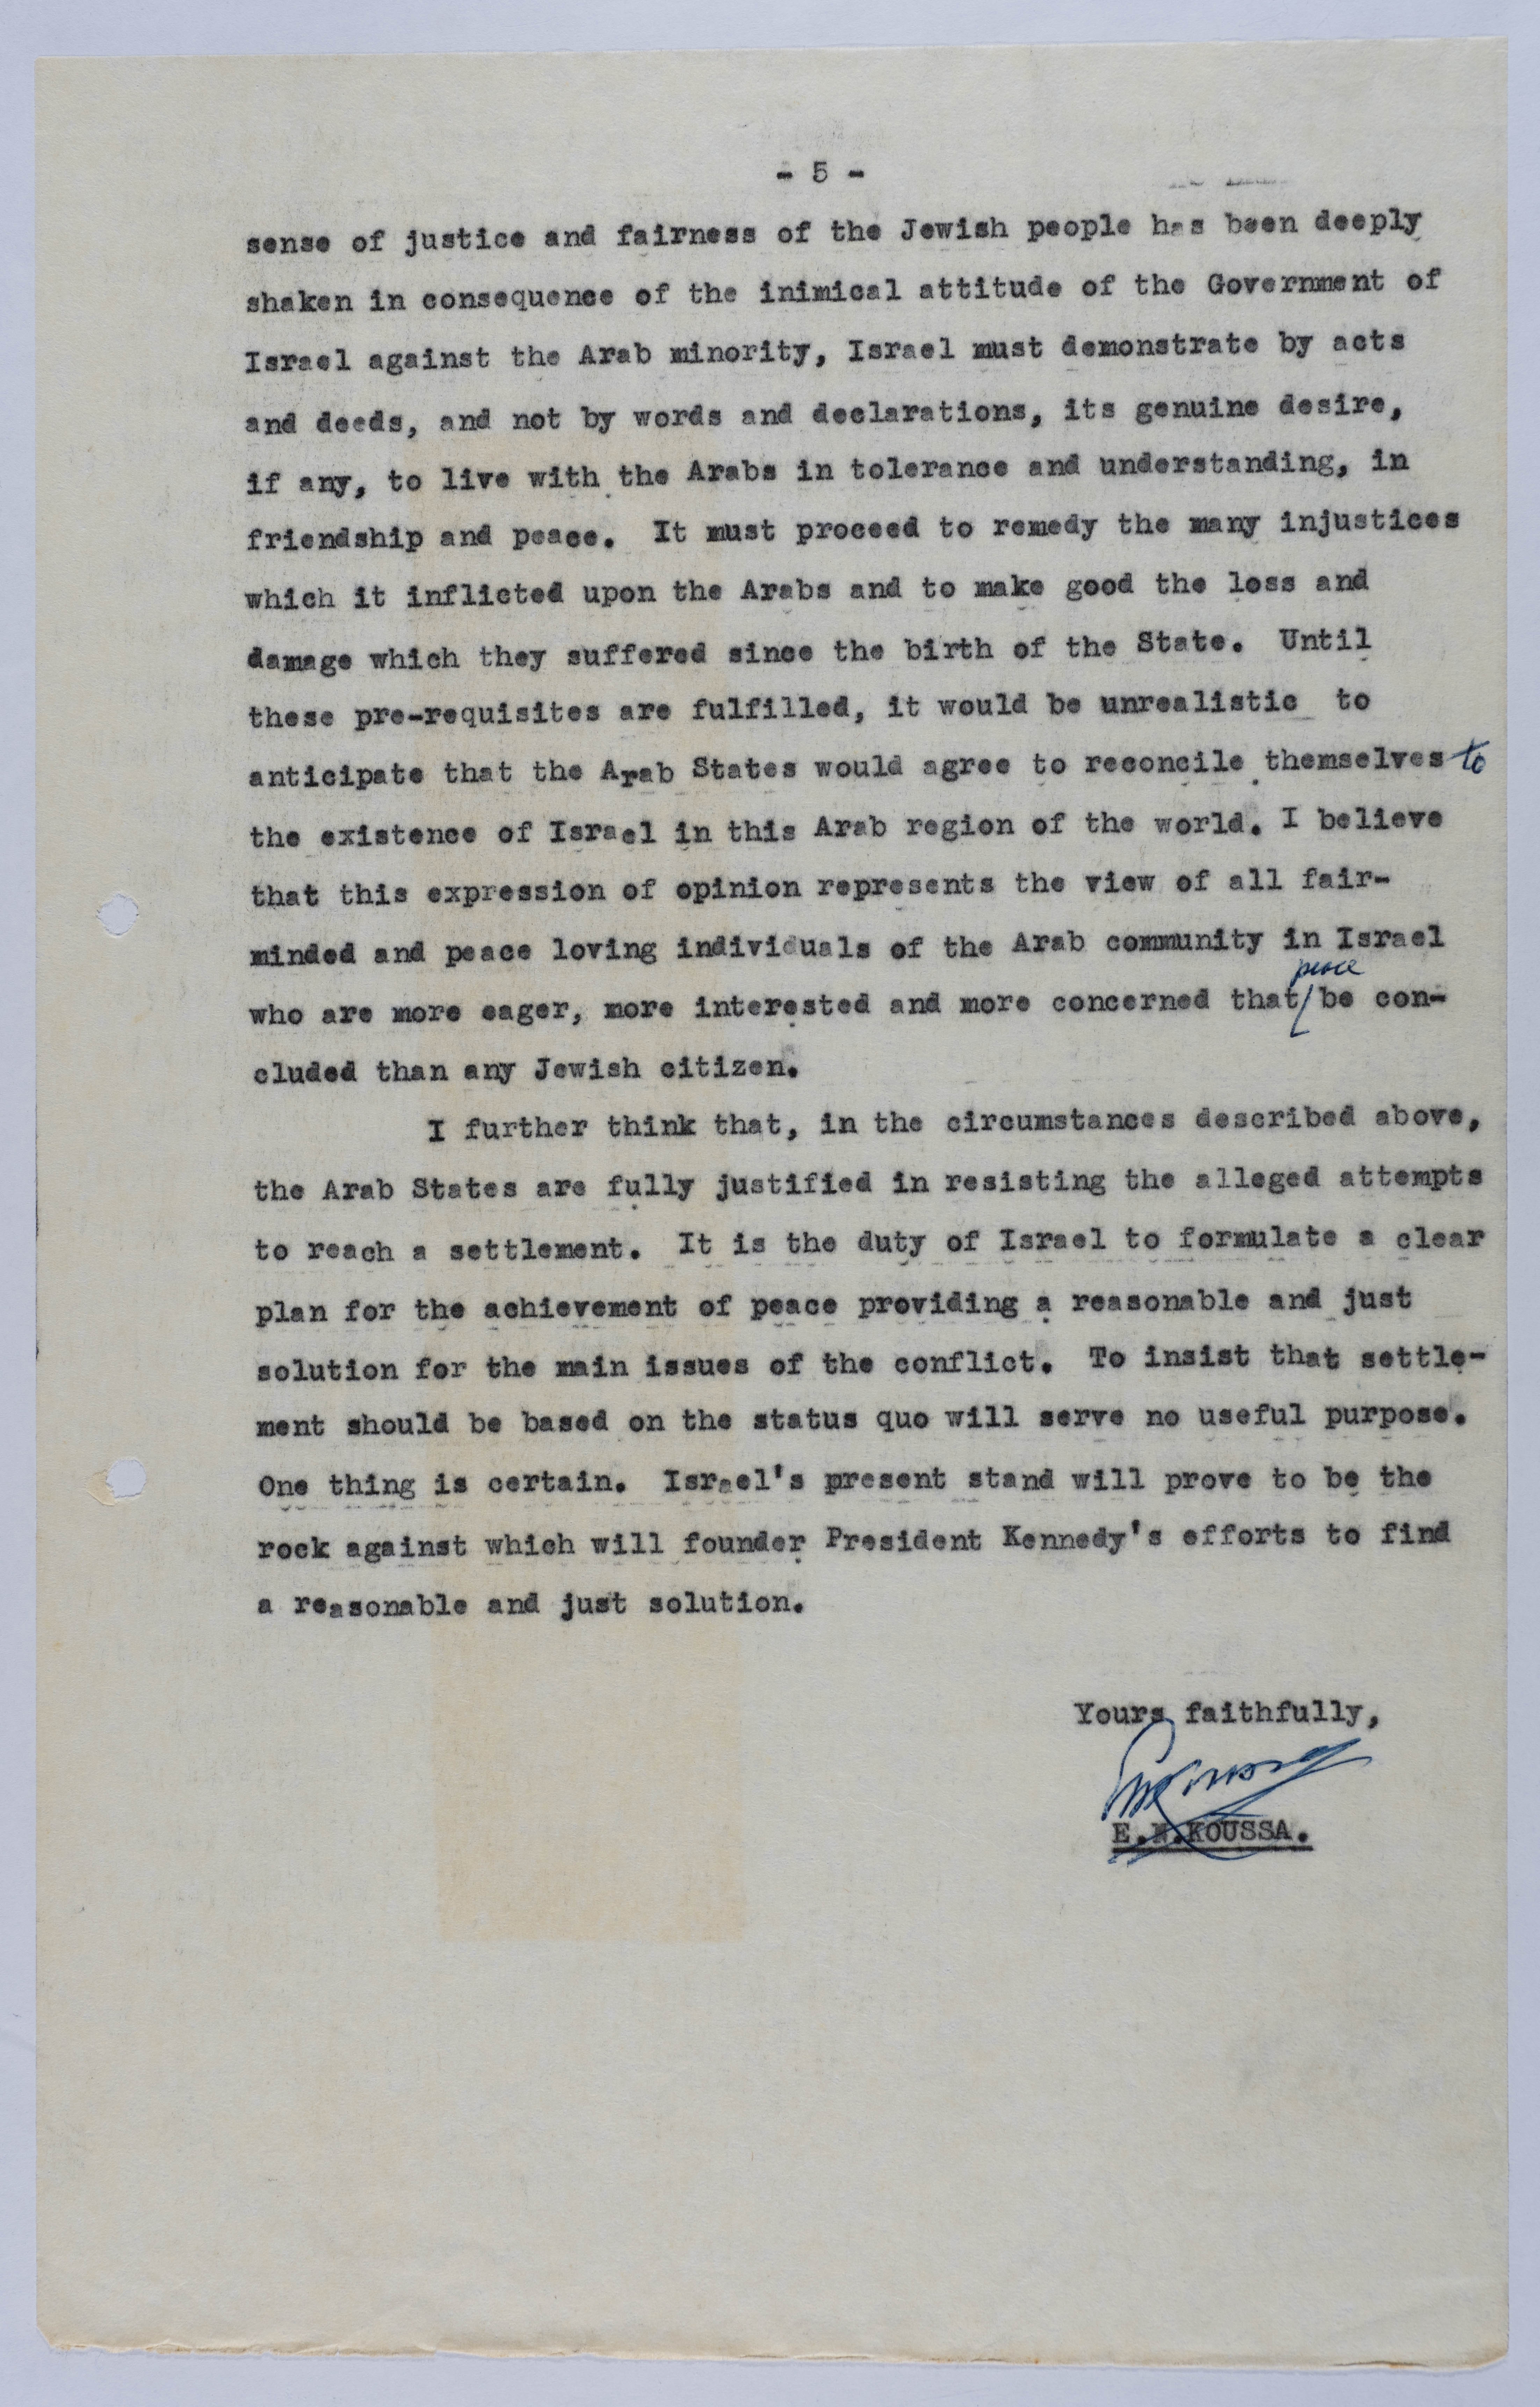 - 5 -
sense of justice and fairness of the Jewish people has been deeply
shaken in consequence of the inimical attitude of the Government of
Israel against the Arab minority, Israel must demonstrate by acts
and deeds, and not by words and declarations, its genuine desire,
if any, to live with the Arabs in tolerance and understanding, in
friendship and peace. It must proceed to remedy the many injustices
which it inflicted upon the Arabs and to make good the loss and
damage which they suffered since the birth of the State. Until
these pre-requisites are fulfilled, it would be unrealistic to
anticipate that the Arab States would agree to reconcile themselves to
the existence of Israel in this Arab region of the world. I believe
that this expression of opinion represents the view of all fair-
minded and peace loving individuals of the Arab community in Israel
who are more eager, more interested and more concerned that peace be con-
cluded than any Jewish citizen.
I further think that, in the circumstances described above,
the Arab States are fully justified in resisting the alleged attempts
to reach a settlement. It is the duty of Israel to formulate a clear
plan for the achievement of peace providing a reasonable and just
solution for the main issues of the conflict. To insist that settle-
ment should be based on the status quo will serve no useful purpose.
One thing is certain. Israel's present stand will prove to be the
rock against which will founder President Kennedy's efforts to find
a reasonable and just solution.
Yours faithfully,
E.N.KOUSSA.